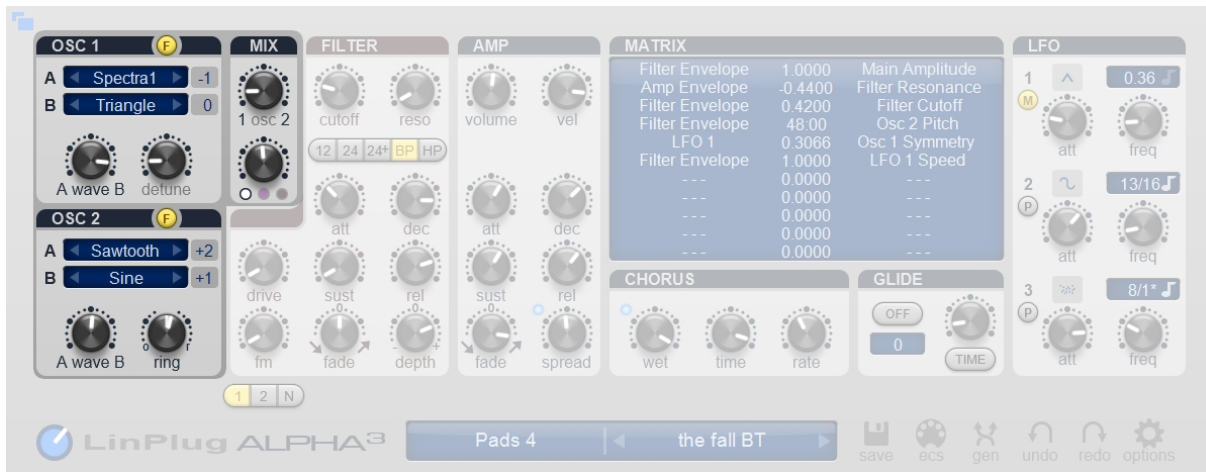 OSC 1 F
A Spectra1 -1
B Triangle 0
A wave B detune
OSC 2 F
A Sawtooth +2
B Sine +1
A wave B ring
o r
MIX
1 osc 2
FILTER
cutoff reso
12 24 24+ BP HP
att dec
drive sust rel
0
fm fade depth
- +
1 2 N
AMP
volume vel
att dec
sust rel
0
fade spread
MATRIX
Filter Envelope 1.0000 Main Amplitude
Amp Envelope -0.4400 Filter Resonance
Filter Envelope 0.4200 Filter Cutoff
Filter Envelope 48:00 Osc 2 Pitch
LFO 1 0.3066 Osc 1 Symmetry
Filter Envelope 1.0000 LFO 1 Speed
--- 0.0000 ---
--- 0.0000 ---
--- 0.0000 ---
--- 0.0000 ---
--- 0.0000 ---
CHORUS
wet time rate
GLIDE
OFF
0
TIME
LFO
1 0.36
M
att freq
2 13/16
P
att freq
3 8/1*
P
att freq
LinPlug ALPHA3
Pads 4 the fall BT
save ecs gen undo redo options